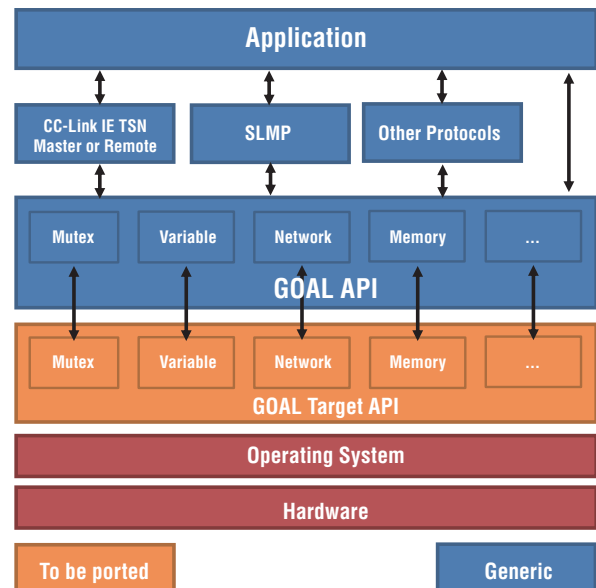 Application
CC-Link IE TSN
Master or Remote
SLMP
Other Protocols
Mutex
Variable
Network
Memory
...
GOAL API
Mutex
Variable
Network
Memory
...
GOAL Target API
Operating System
Hardware
To be ported
Generic